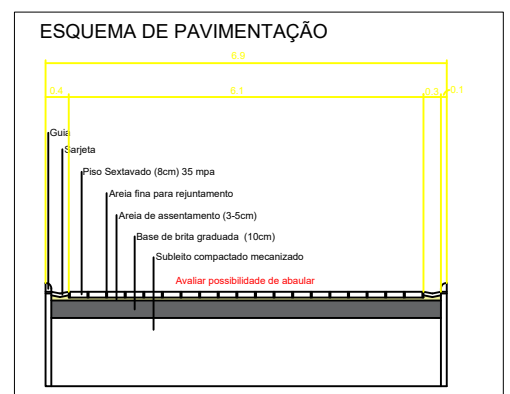 ESQUEMA DE PAVIMENTAÇÃO
6.9
0.4 6.1 0.3 0.1
Guia
Sarjeta
Piso Sextavado (8cm) 35 mpa
Areia fina para rejuntamento
Areia de assentamento (3-5cm)
Base de brita graduada (10cm)
Subleito compactado mecanizado
Avaliar possibilidade de abaular